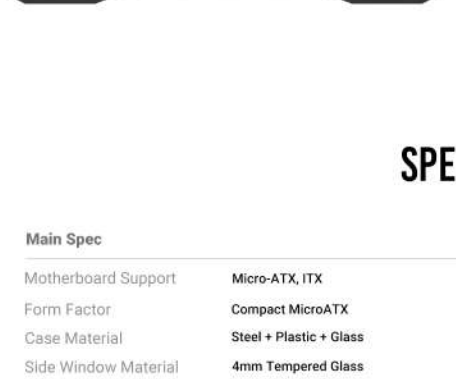 SPE
Main Spec
Motherboard Support Micro-ATX, ITX
Form Factor Compact MicroATX
Case Material Steel + Plastic + Glass
Side Window Material 4mm Tempered Glass